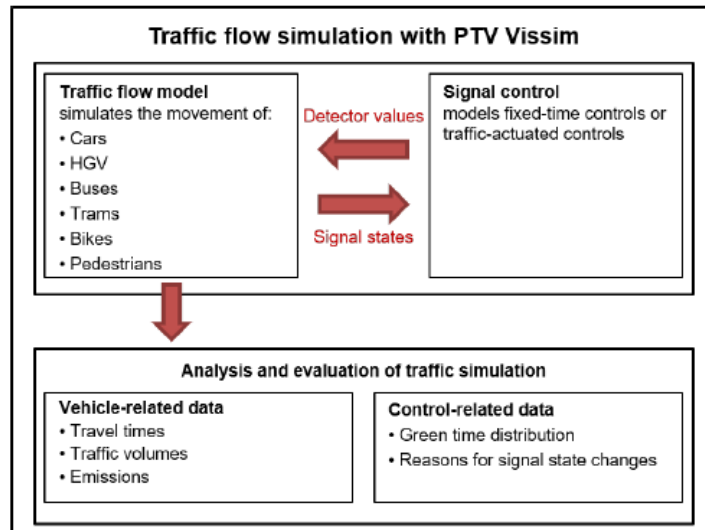 Traffic flow simulation with PTV Vissim
Traffic flow model
simulates the movement of:
• Cars
• HGV
• Buses
• Trams
• Bikes
• Pedestrians
Detector values
Signal states
Signal control
models fixed-time controls or
traffic-actuated controls
Analysis and evaluation of traffic simulation
Vehicle-related data
• Travel times
• Traffic volumes
• Emissions
Control-related data
• Green time distribution
• Reasons for signal state changes